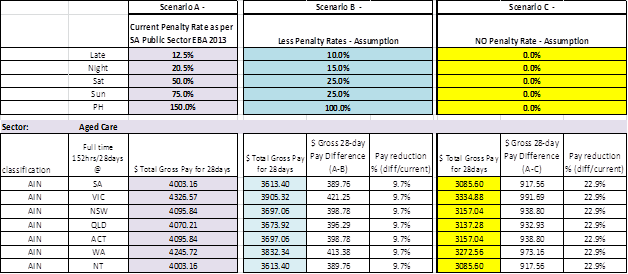 Scenario A - Scenario B - Scenario C -
Current Penalty Rate as per
SA Public Sector EBA 2013 Less Penalty Rates - Assumption NO Penalty Rate - Assumption
Late 12.5% 10.0% 0.0%
Night 20.5% 15.0% 0.0%
Sat 50.0% 25.0% 0.0%
Sun 75.0% 25.0% 0.0%
PH 150.0% 100.0% 0.0%
Sector: Aged Care
classification Full time 152hrs/28days @ $ Total Gross Pay for 28 days $ Total Gross Pay for 28days $ Gross 28-day Pay Difference (A-B) Pay reduction % (diff/current) $ Total Gross Pay for 28days $ Gross 28-day Pay Difference (A-C) Pay reduction % (diff/current)
AIN SA 4003.16 3613.40 389.76 9.7% 3085.60 917.56 22.9%
AIN VIC 4326.57 3905.32 421.25 9.7% 3334.88 991.69 22.9%
AIN NSW 4095.84 3697.06 398.78 9.7% 3157.04 938.80 22.9%
AIN QLD 4070.21 3673.92 396.29 9.7% 3137.28 932.93 22.9%
AIN ACT 4095.84 3697.06 398.78 9.7% 3157.04 938.80 22.9%
AIN WA 4245.72 3832.34 413.38 9.7% 3272.56 973.16 22.9%
AIN NT 4003.16 3613.40 389.76 9.7% 3085.60 917.56 22.9%